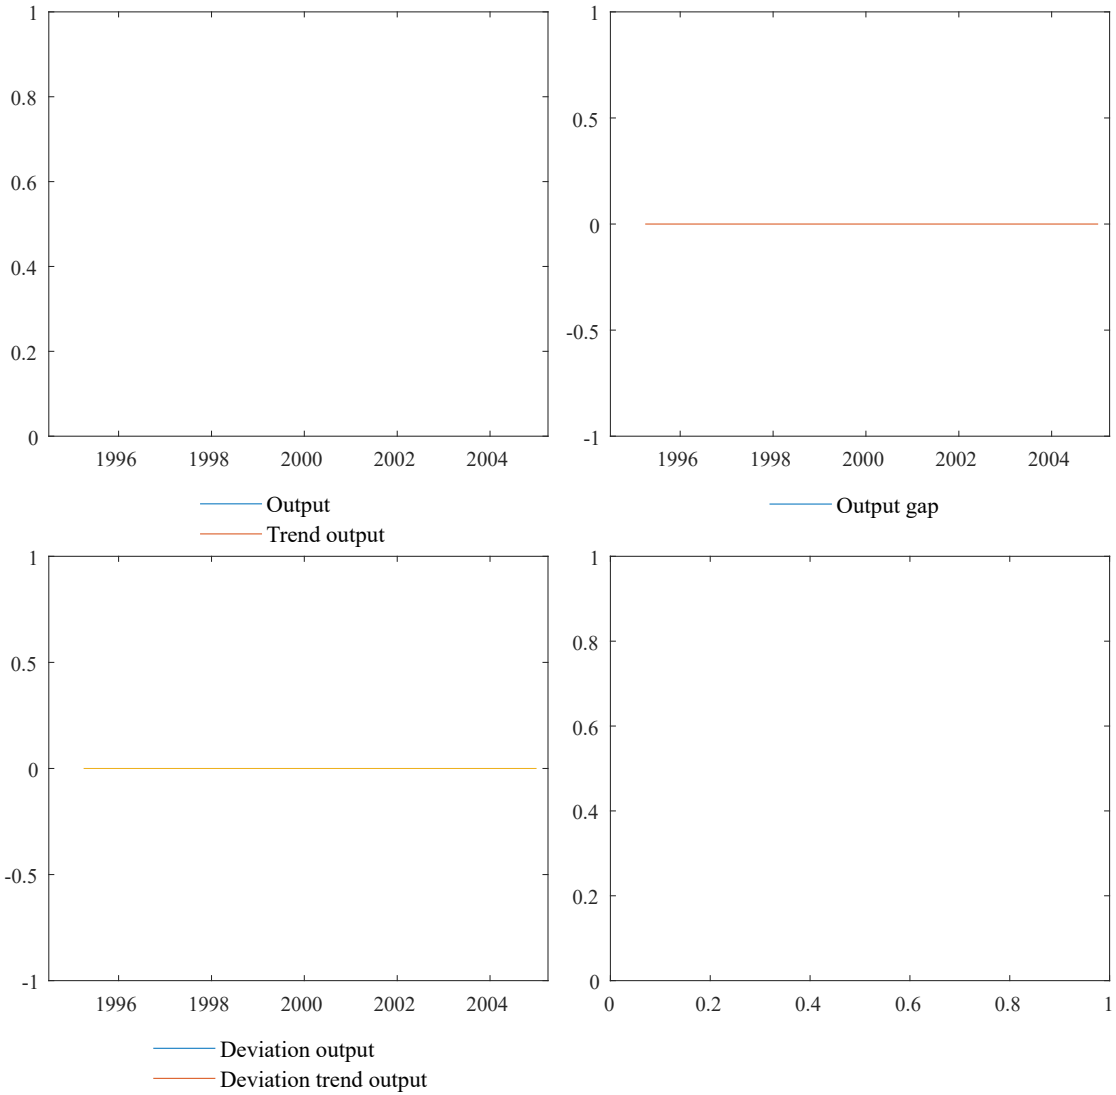 1
0.8
0.6
0.4
0.2
0
1996 1998 2000 2002 2004
Output
Trend output
1
0.5
0
-0.5
-1
1996 1998 2000 2002 2004
Output gap
1
0.5
0
-0.5
-1
1996 1998 2000 2002 2004
Deviation output
Deviation trend output
1
0.8
0.6
0.4
0.2
0
0 0.2 0.4 0.6 0.8 1